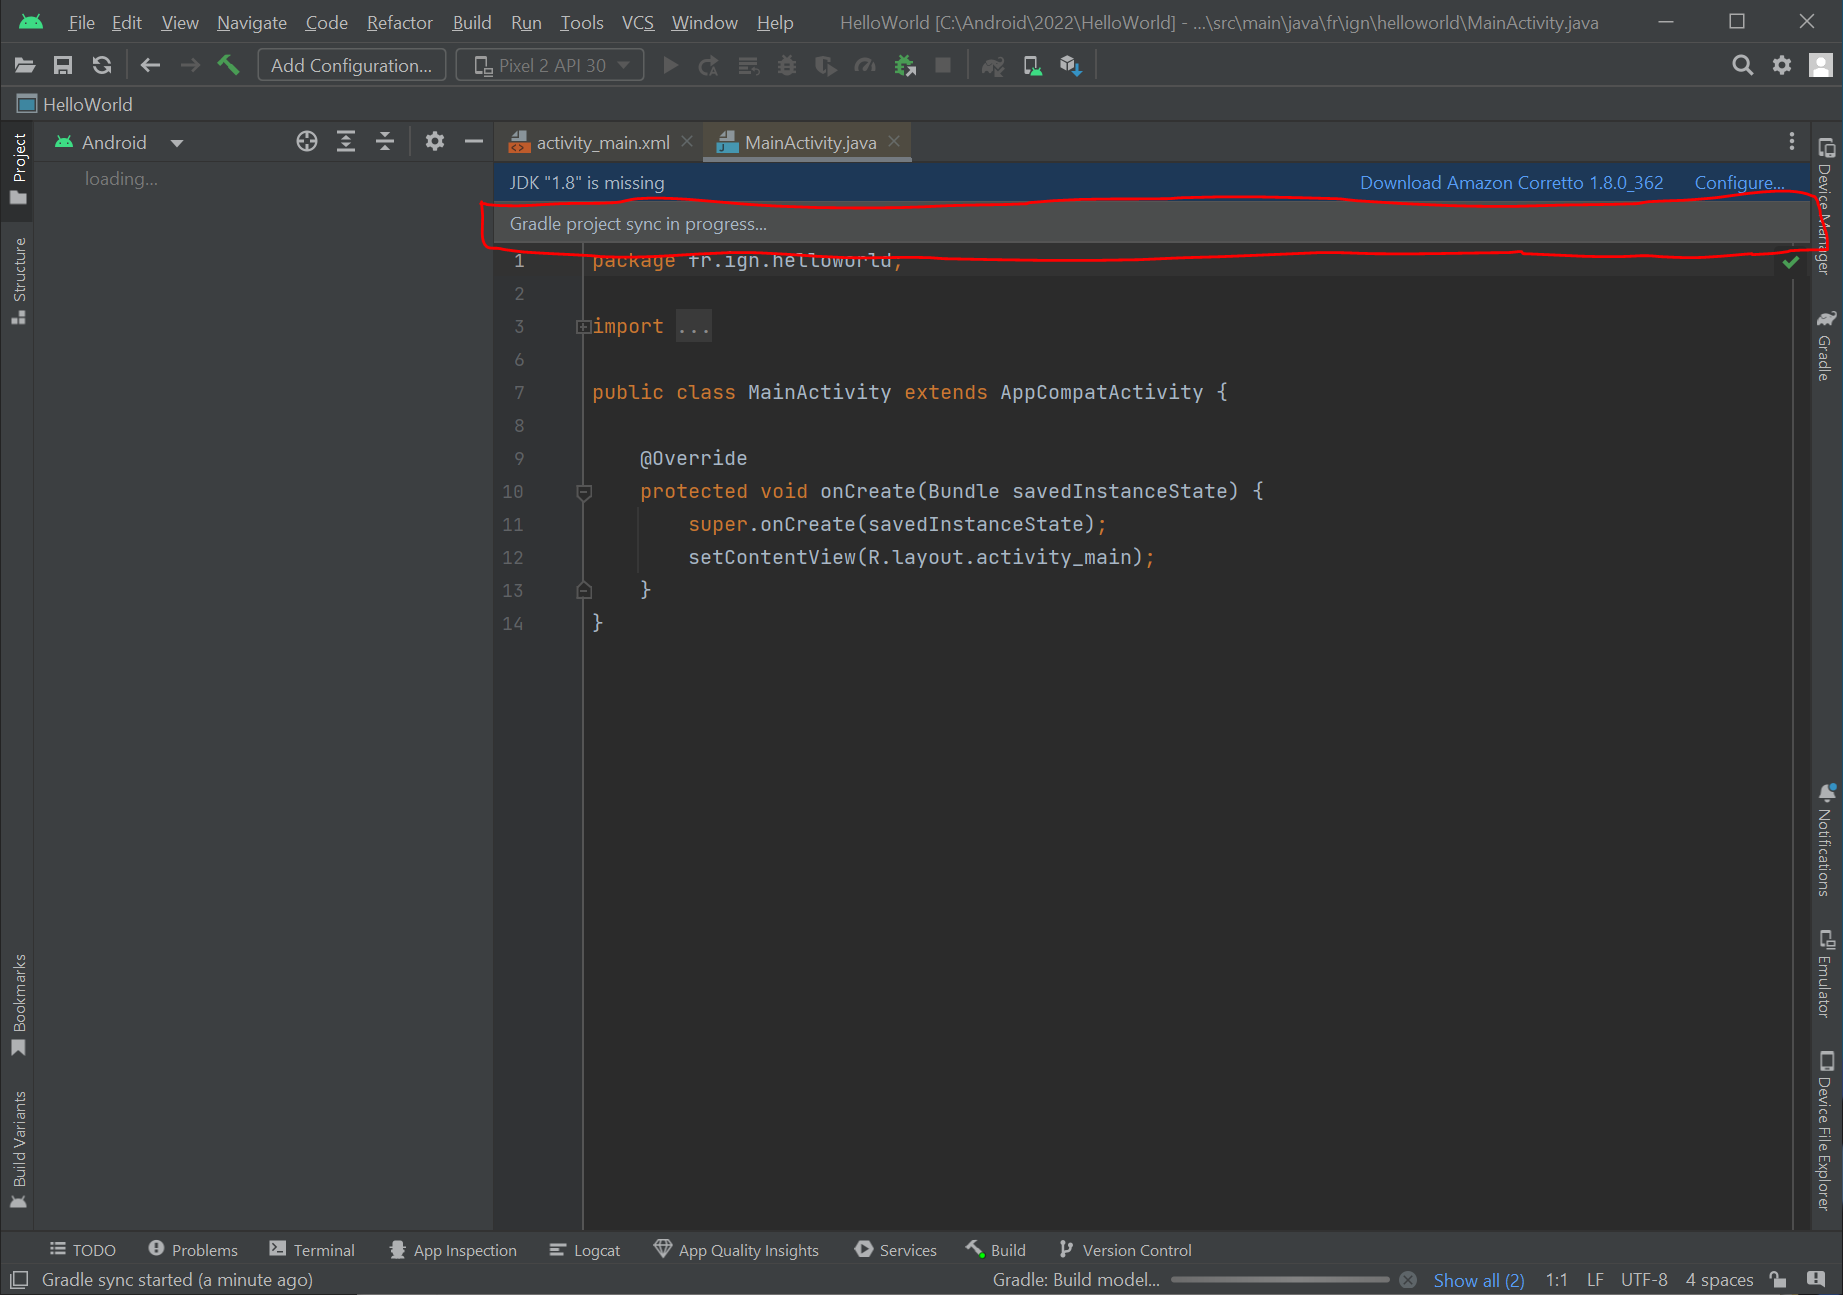 File Edit View Navigate Code Refactor Build Run Tools VCS Window Help HelloWorld [C:\Android\2022\HelloWorld] - ...\src\main\java\fr\ign\helloworld\MainActivity.java
Add Configuration... Pixel 2 API 30
HelloWorld
Project
Android
activity_main.xml MainActivity.java
loading...
JDK "1.8" is missing Download Amazon Corretto 1.8.0_362 Configure...
Gradle project sync in progress...
1 package fr.ign.helloworld;
2
3 import ...
6
7 public class MainActivity extends AppCompatActivity {
8
9 @Override
10 protected void onCreate(Bundle savedInstanceState) {
11 super.onCreate(savedInstanceState);
12 setContentView(R.layout.activity_main);
13 }
14 }
Structure
Bookmarks
Build Variants
Device Manager
Gradle
Notifications
Emulator
Device File Explorer
TODO Problems Terminal App Inspection Logcat App Quality Insights Services Build Version Control
Gradle sync started (a minute ago) Gradle: Build model... Show all (2) 1:1 LF UTF-8 4 spaces